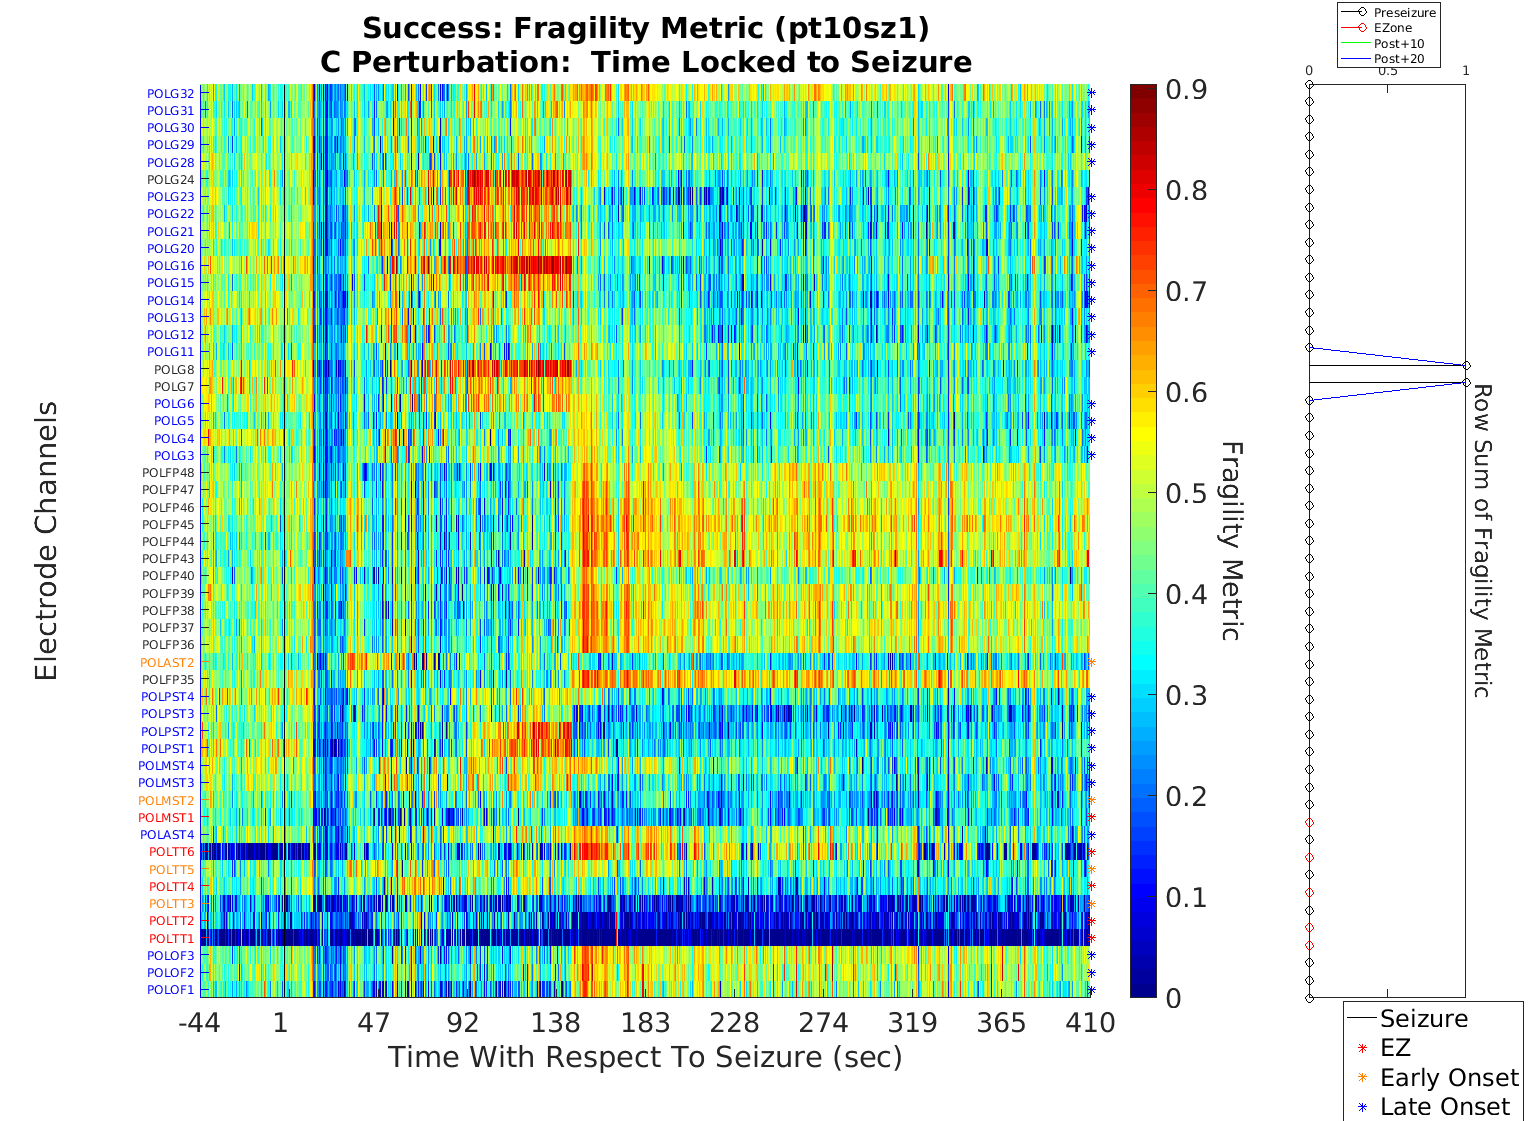 Success: Fragility Metric (pt10sz1)
C Perturbation:  Time Locked to Seizure
Preseizure
EZone
Post+10
Post+20
0
0.5
1
Electrode Channels
POLG32
POLG31
POLG30
POLG29
POLG28
POLG24
POLG23
POLG22
POLG21
POLG20
POLG16
POLG15
POLG14
POLG13
POLG12
POLG11
POLG8
POLG7
POLG6
POLG5
POLG4
POLG3
POLFP48
POLFP47
POLFP46
POLFP45
POLFP44
POLFP43
POLFP40
POLFP39
POLFP38
POLFP37
POLFP36
POLAST2
POLFP35
POLPST4
POLPST3
POLPST2
POLPST1
POLMST4
POLMST3
POLMST2
POLMST1
POLAST4
POLTT6
POLTT5
POLTT4
POLTT3
POLTT2
POLTT1
POLOF3
POLOF2
POLOF1
-44
1
47
92
138
183
228
274
319
365
410
Time With Respect To Seizure (sec)
0.9
0.8
0.7
0.6
0.5
0.4
0.3
0.2
0.1
0
Fragility Metric
Row Sum of Fragility Metric
Seizure
EZ
Early Onset
Late Onset